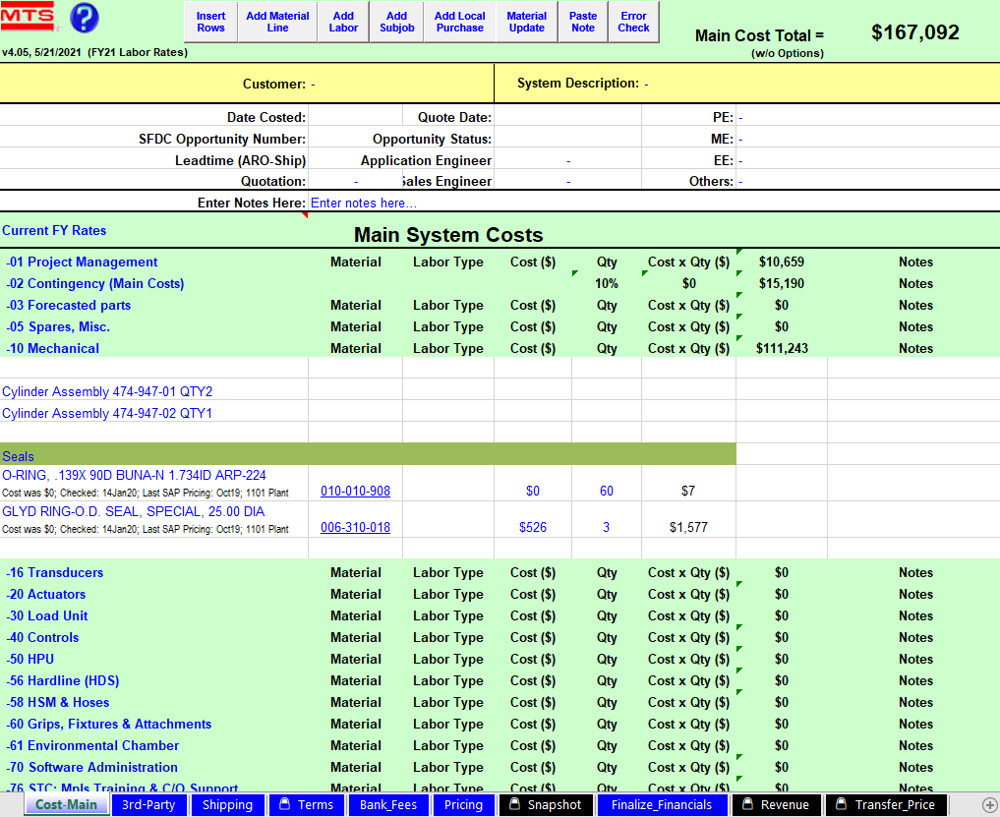 MTS ?
Insert Rows Add Material Line Add Labor Add Subjob Add Local Purchase Material Update Paste Note Error Check
Main Cost Total = $167,092
(w/o Options)
v4.05, 5/21/2021 (FY21 Labor Rates)
Customer: - System Description: -
Date Costed: Quote Date: PE: -
SFDC Opportunity Number: Opportunity Status: ME: -
Leadtime (ARO-Ship) Application Engineer - EE: -
Quotation: - Sales Engineer - Others: -
Enter Notes Here: Enter notes here...
Current FY Rates Main System Costs
-01 Project Management Material Labor Type Cost ($) Qty Cost x Qty ($) $10,659 Notes
-02 Contingency (Main Costs) 10% $0 $15,190 Notes
-03 Forecasted parts Material Labor Type Cost ($) Qty Cost x Qty ($) $0 Notes
-05 Spares, Misc. Material Labor Type Cost ($) Qty Cost x Qty ($) $0 Notes
-10 Mechanical Material Labor Type Cost ($) Qty Cost x Qty ($) $111,243 Notes
Cylinder Assembly 474-947-01 QTY2
Cylinder Assembly 474-947-02 QTY1
Seals
O-RING, .139X 90D BUNA-N 1.734ID ARP-224
Cost was $0; Checked: 14Jan20; Last SAP Pricing: Oct19; 1101 Plant 010-010-908 $0 60 $7
GLYD RING-O.D. SEAL, SPECIAL, 25.00 DIA
Cost was $0; Checked: 14Jan20; Last SAP Pricing: Oct19; 1101 Plant 006-310-018 $526 3 $1,577
-16 Transducers Material Labor Type Cost ($) Qty Cost x Qty ($) $0 Notes
-20 Actuators Material Labor Type Cost ($) Qty Cost x Qty ($) $0 Notes
-30 Load Unit Material Labor Type Cost ($) Qty Cost x Qty ($) $0 Notes
-40 Controls Material Labor Type Cost ($) Qty Cost x Qty ($) $0 Notes
-50 HPU Material Labor Type Cost ($) Qty Cost x Qty ($) $0 Notes
-56 Hardline (HDS) Material Labor Type Cost ($) Qty Cost x Qty ($) $0 Notes
-58 HSM & Hoses Material Labor Type Cost ($) Qty Cost x Qty ($) $0 Notes
-60 Grips, Fixtures & Attachments Material Labor Type Cost ($) Qty Cost x Qty ($) $0 Notes
-61 Environmental Chamber Material Labor Type Cost ($) Qty Cost x Qty ($) $0 Notes
-70 Software Administration Material Labor Type Cost ($) Qty Cost x Qty ($) $0 Notes
-76 STC: Mpls Training & C/O Support Material Labor Type Cost ($) Qty Cost x Qty ($) $0 Notes
Cost-Main 3rd-Party Shipping Terms Bank_Fees Pricing Snapshot Finalize_Financials Revenue Transfer_Price